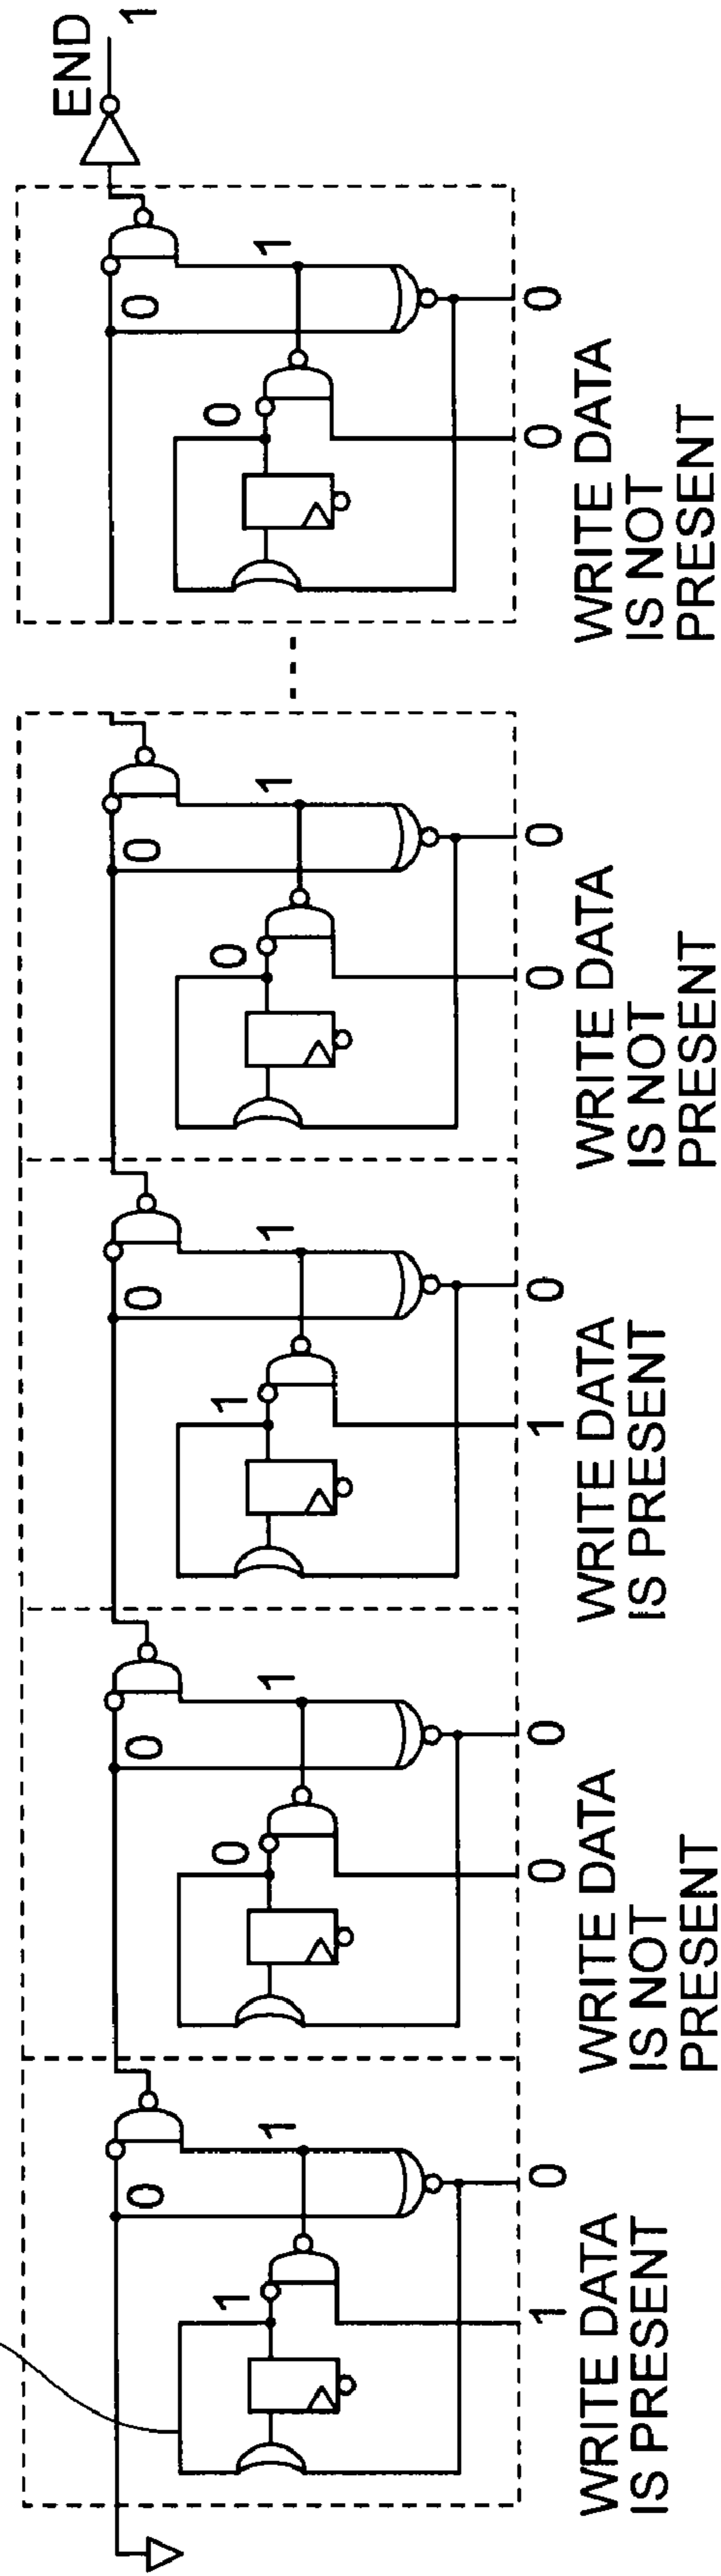 END
0 0 0 0 0 1
1 0 1 0 0
1 1 1 1 1
1 0 0 0 1 0 0 0 0 0
WRITE DATA
IS PRESENT
WRITE DATA
IS NOT
PRESENT
WRITE DATA
IS PRESENT
WRITE DATA
IS NOT
PRESENT
WRITE DATA
IS NOT
PRESENT